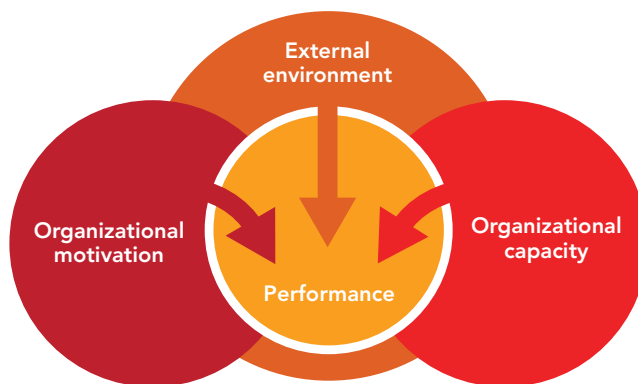 External
environment
Organizational
motivation
Organizational
capacity
Performance